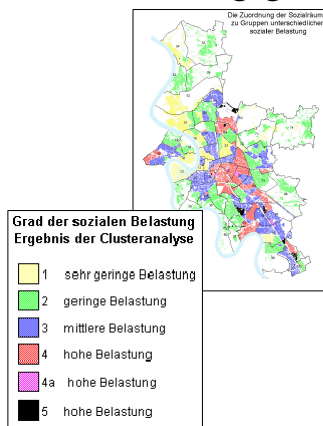 Die Zuordnung der Sozialräum
zu Gruppen unterschiedlicher
sozialer Belastung
Grad der sozialen Belastung
Ergebnis der Clusteranalyse
1 sehr geringe Belastung
2 geringe Belastung
3 mittlere Belastung
4 hohe Belastung
4a hohe Belastung
5 hohe Belastung